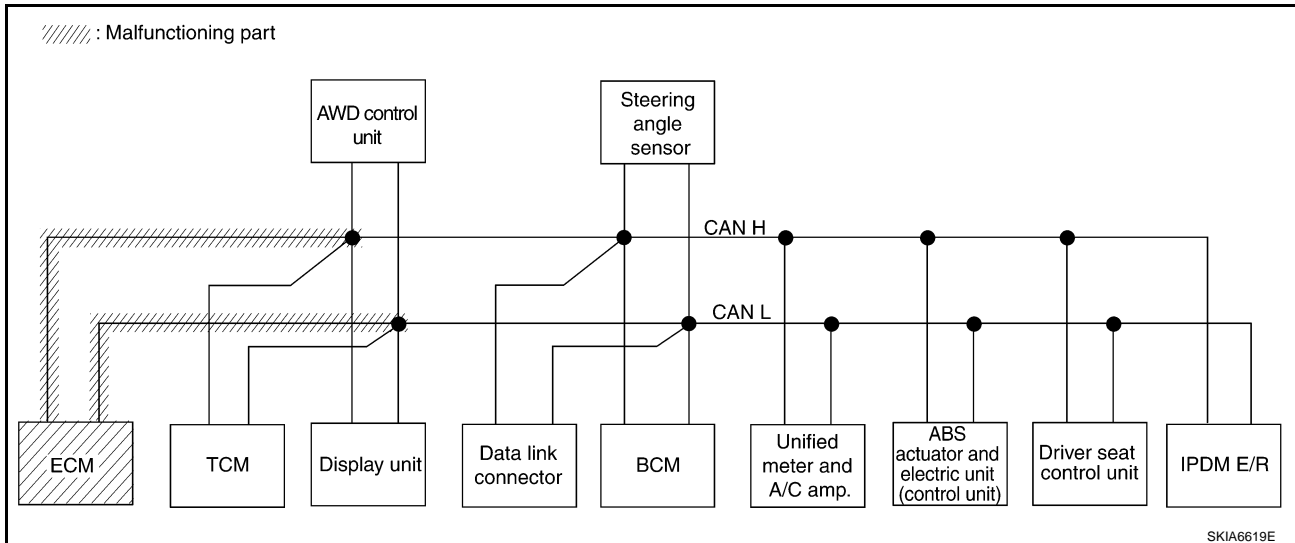 : Malfunctioning part
AWD control
unit
Steering
angle
sensor
CAN H
CAN L
ECM
TCM
Display unit
Data link
connector
BCM
Unified
meter and
A/C amp.
ABS
actuator and
electric unit
(control unit)
Driver seat
control unit
IPDM E/R
SKIA6619E